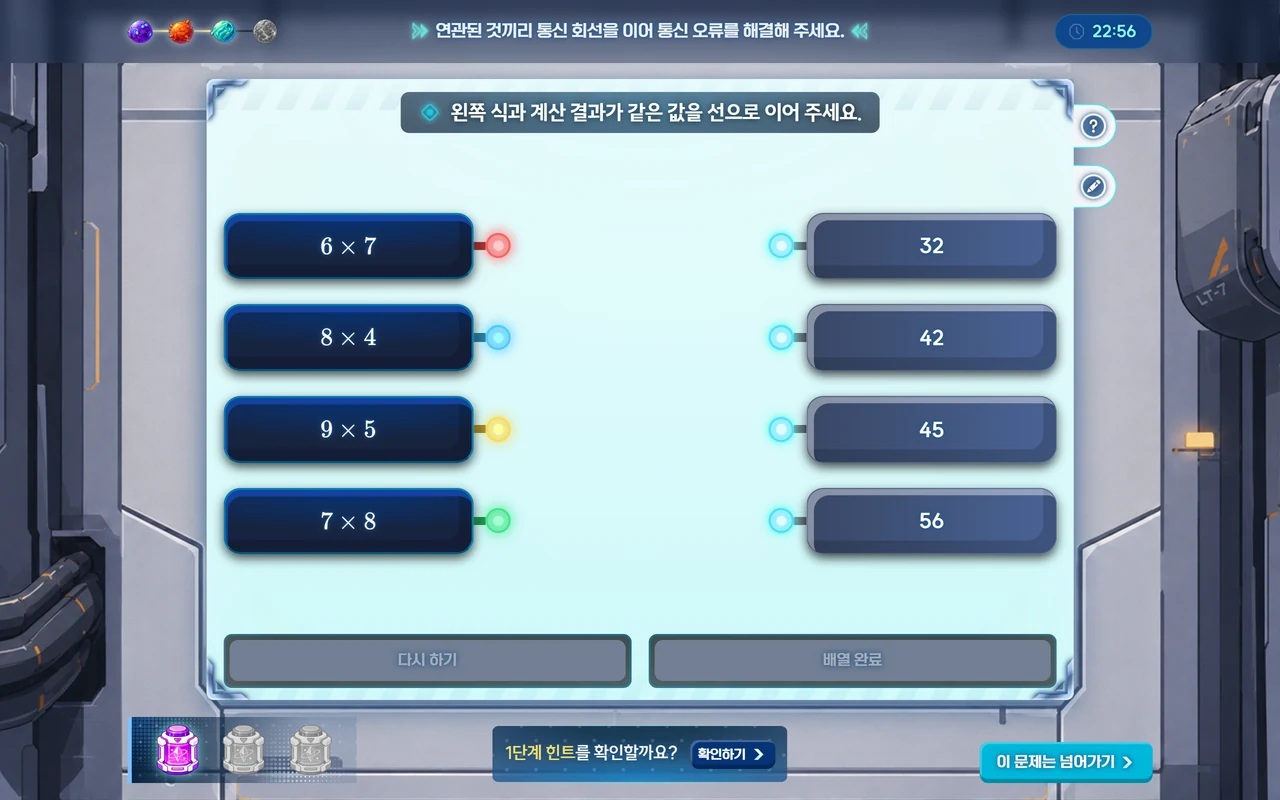 연관된 것끼리 통신 회선을 이어 통신 오류를 해결해 주세요.
22:56
왼쪽 식과 계산 결과가 같은 값을 선으로 이어 주세요.
?
6 × 7
32
8 × 4
42
9 × 5
45
7 × 8
56
LT-7
다시 하기
배열 완료
1단계 힌트를 확인할까요?
확인하기
이 문제는 넘어가기